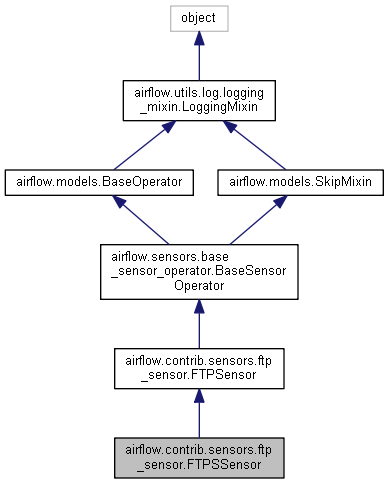 object
airflow.utils.log.logging
_mixin.LoggingMixin
airflow.models.BaseOperator
airflow.models.SkipMixin
airflow.sensors.base
_sensor_operator.BaseSensor
Operator
airflow.contrib.sensors.ftp
_sensor.FTPSensor
airflow.contrib.sensors.ftp
_sensor.FTPSSensor